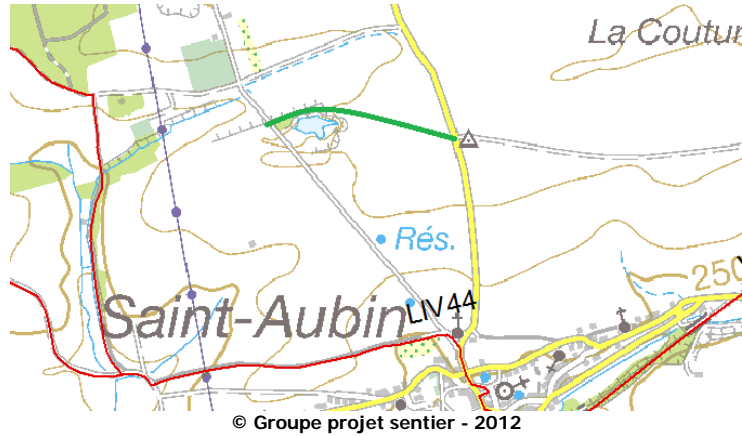 La Coutur
Rés.
LIV44
Saint-Aubin
250
© Groupe projet sentier - 2012